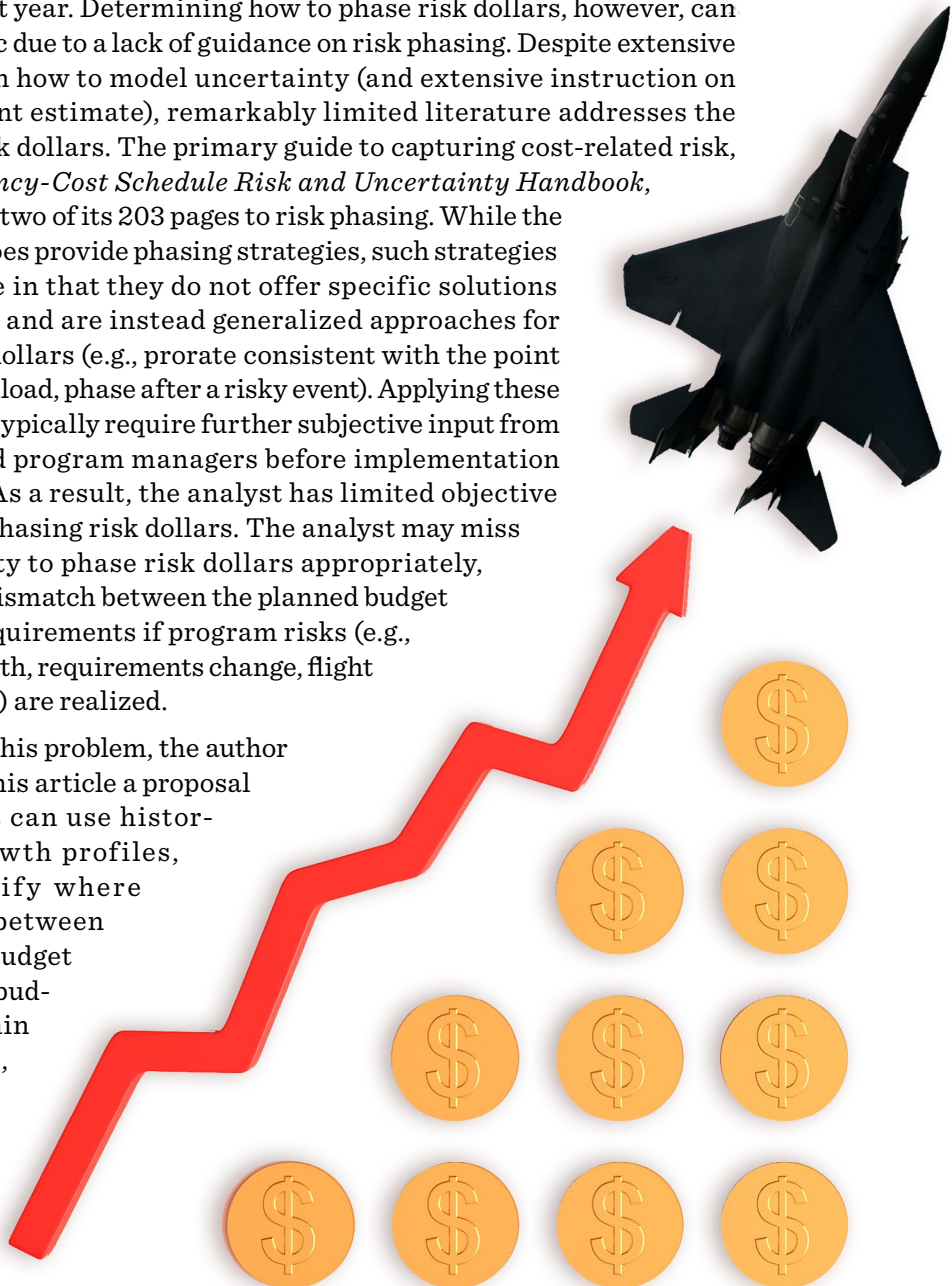 t year. Determining how to phase risk dollars, however, can
c due to a lack of guidance on risk phasing. Despite extensive
n how to model uncertainty (and extensive instruction on
nt estimate), remarkably limited literature addresses the
k dollars. The primary guide to capturing cost-related risk,
ncy-Cost Schedule Risk and Uncertainty Handbook,
two of its 203 pages to risk phasing. While the
oes provide phasing strategies, such strategies
e in that they do not offer specific solutions
and are instead generalized approaches for
dollars (e.g., prorate consistent with the point
load, phase after a risky event). Applying these
typically require further subjective input from
d program managers before implementation
As a result, the analyst has limited objective
hasing risk dollars. The analyst may miss
ty to phase risk dollars appropriately,
ismatch between the planned budget
quirements if program risks (e.g.,
th, requirements change, flight
) are realized.
his problem, the author
his article a proposal
can use histor-
wth profiles,
ify where
between
udget
bud-
in
,
$
$ $
$ $ $
$ $ $ $